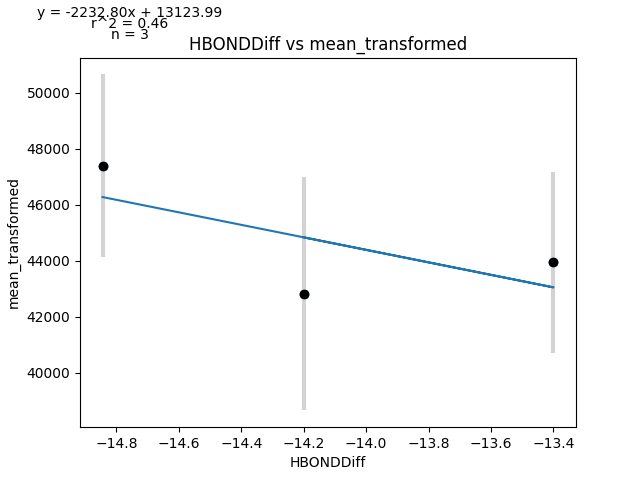 y = -2232.80x + 13123.99
r^2 = 0.46
n = 3
HBONDDiff vs mean_transformed
50000
48000
46000
44000
42000
40000
mean_transformed
−14.8 −14.6 −14.4 −14.2 −14.0 −13.8 −13.6 −13.4
HBONDDiff